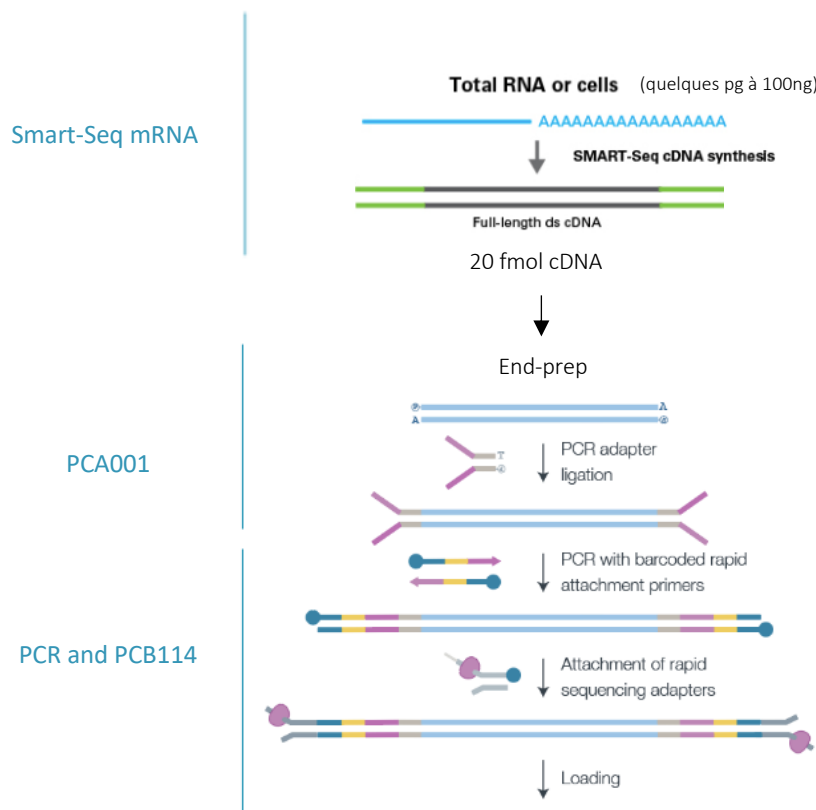 Total RNA or cells (quelques pg à 100ng)
Smart-Seq mRNA
AAAAAAAAAAAAAAAAA
SMART-Seq cDNA synthesis
Full-length ds cDNA
20 fmol cDNA
End-prep
A
A
PCA001
T
PCR adapter
ligation
PCR with barcoded rapid
attachment primers
PCR and PCB114
Attachment of rapid
sequencing adapters
Loading